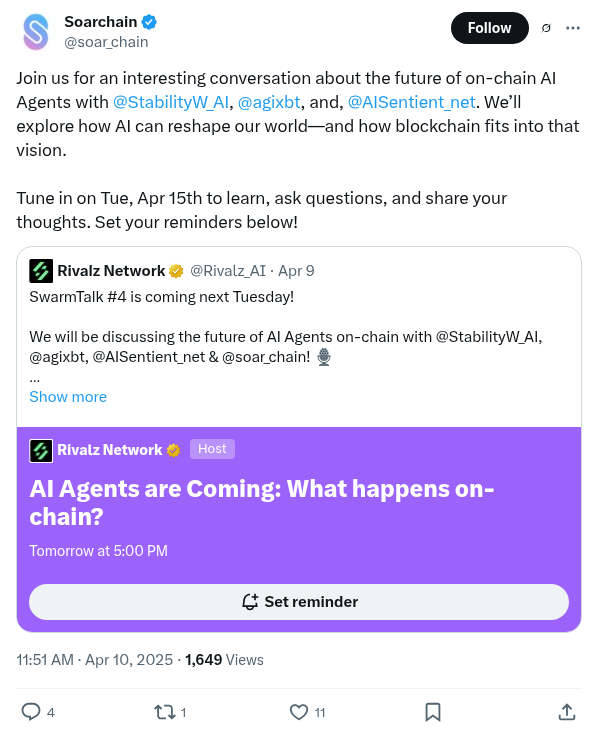 Soarchain
@soar_chain
Follow
Join us for an interesting conversation about the future of on-chain AI
Agents with @StabilityW_AI, @agixbt, and, @AISentient_net. We’ll
explore how AI can reshape our world—and how blockchain fits into that
vision.
Tune in on Tue, Apr 15th to learn, ask questions, and share your
thoughts. Set your reminders below!
Rivalz Network @Rivalz_AI · Apr 9
SwarmTalk #4 is coming next Tuesday!
We will be discussing the future of AI Agents on-chain with @StabilityW_AI,
@agixbt, @AISentient_net & @soar_chain! 🎙️
...
Show more
Rivalz Network Host
AI Agents are Coming: What happens on-
chain?
Tomorrow at 5:00 PM
Set reminder
11:51 AM · Apr 10, 2025 · 1,649 Views
4 1 11